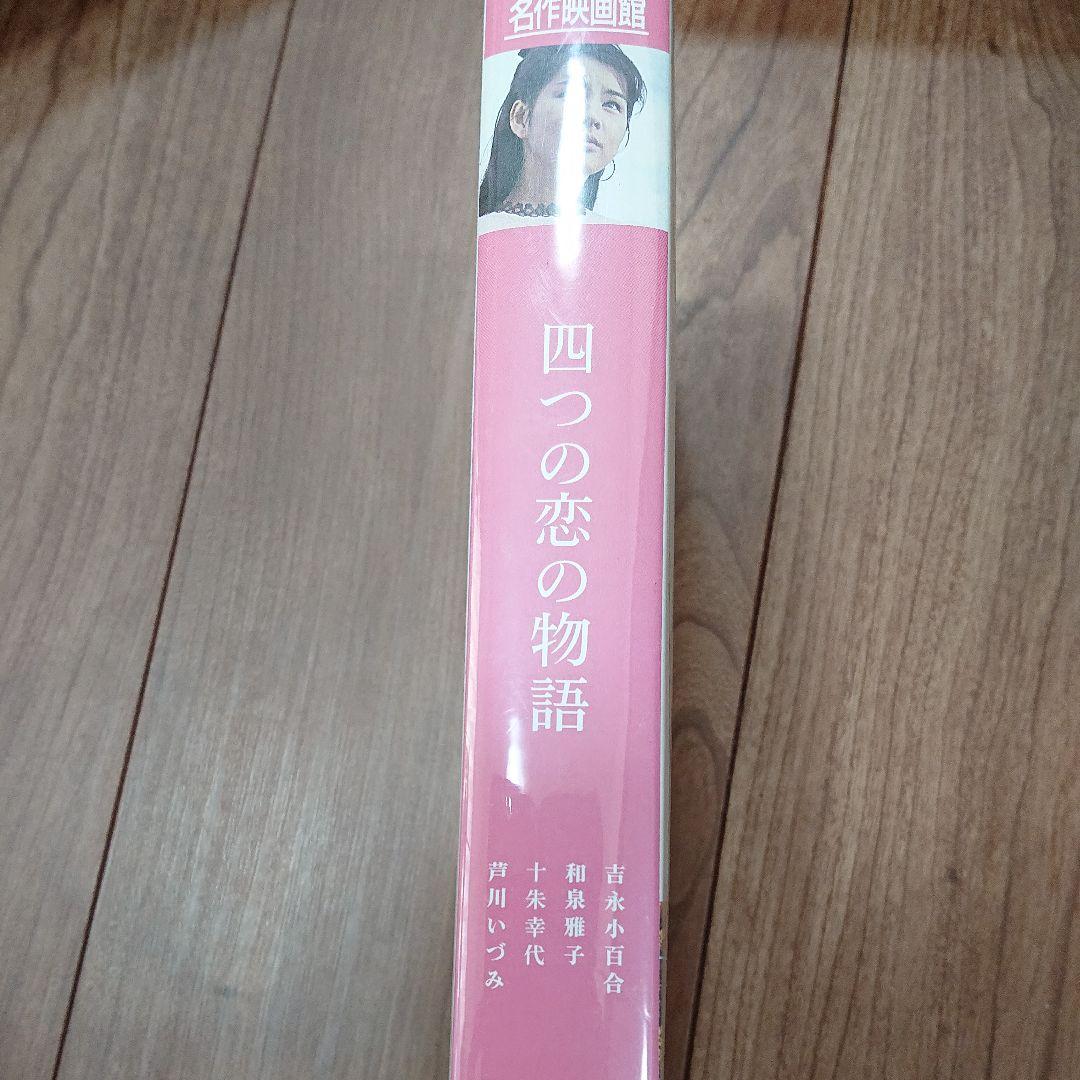 名作映画館
四つの恋の物語
吉永小百合
和泉雅子
十朱幸代
芦川いづみ